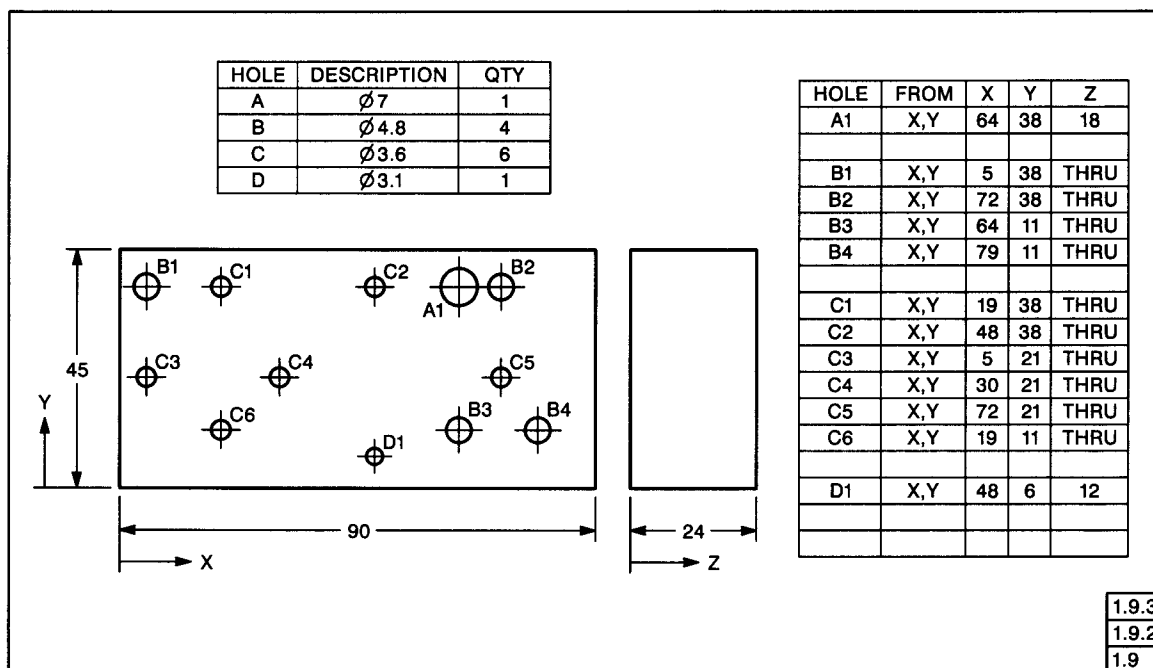 HOLE DESCRIPTION QTY
A Ø7 1
B Ø4.8 4
C Ø3.6 6
D Ø3.1 1
HOLE FROM X Y Z
A1 X,Y 64 38 18
B1 X,Y 5 38 THRU
B2 X,Y 72 38 THRU
B3 X,Y 64 11 THRU
B4 X,Y 79 11 THRU
C1 X,Y 19 38 THRU
C2 X,Y 48 38 THRU
C3 X,Y 5 21 THRU
C4 X,Y 30 21 THRU
C5 X,Y 72 21 THRU
C6 X,Y 19 11 THRU
D1 X,Y 48 6 12
B1 C1 C2 A1 B2
C3 C4 C5
C6 B3 B4
D1
45
Y
90
X
24
Z
1.9.3
1.9.2
1.9